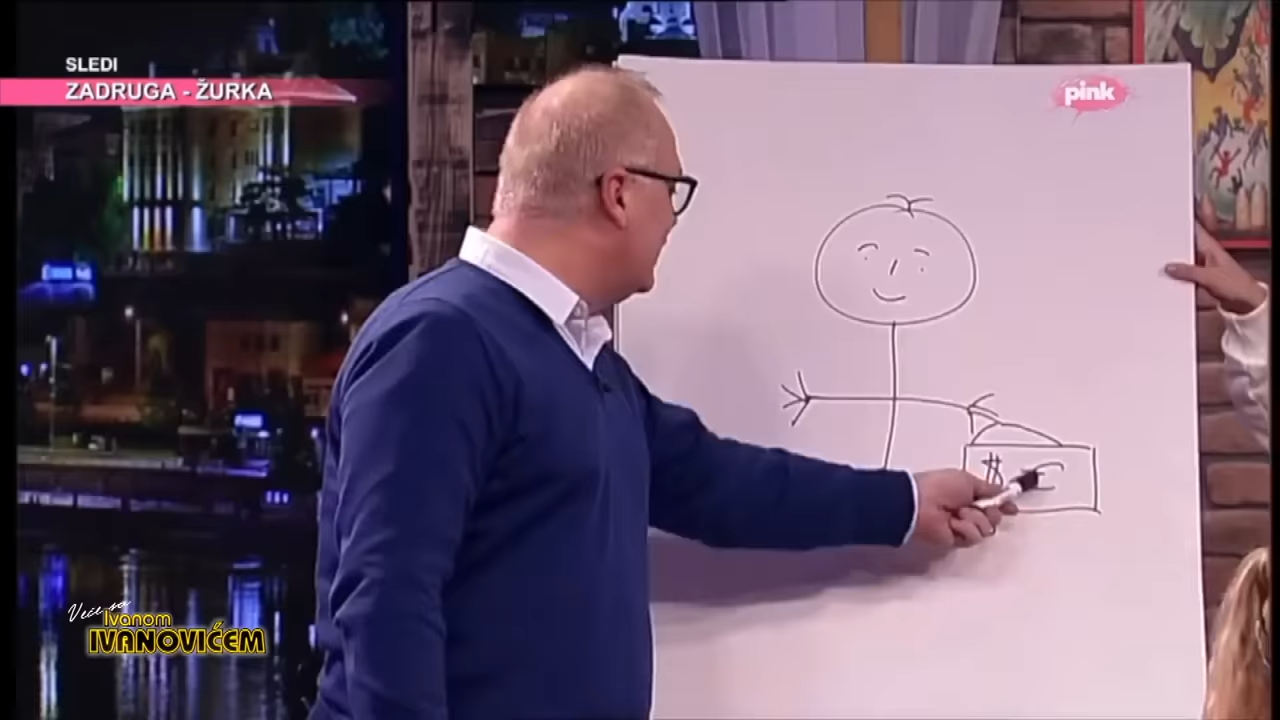 SLEDI
ZADRUGA - ŽURKA
pink
$ €
Veče sa
Ivanom
IVANOVIĆEM